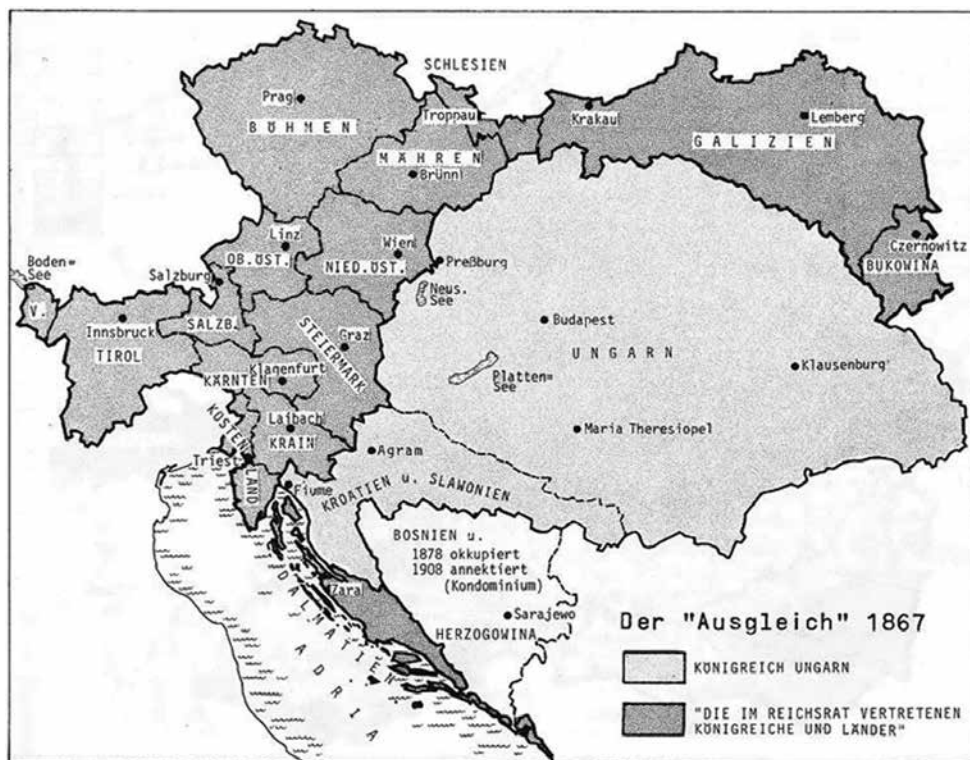 SCHLESIEN
Prag
BÖHMEN
Troppau
MÄHREN
Brünn
Krakau
Lemberg
GALIZIEN
Czernowitz
BUKOWINA
Linz
OB.ÖST.
Wien
NIED.ÖST.
Preßburg
Neus.
See
Boden=
See
V.
Salzburg
SALZB.
Innsbruck
TIROL
STEIERMARK
Graz
Klagenfurt
KÄRNTEN
Laibach
KRAIN
KÜSTEN
LAND
Triest
Fiume
Budapest
UNGARN
Platten=
See
Klausenburg
Maria Theresiopel
Agram
KROATIEN u. SLAWONIEN
BOSNIEN u.
1878 okkupiert
1908 annektiert
(Kondominium)
Sarajewo
HERZOGOWINA
Zara
DALMATIEN
ADRIA
Der "Ausgleich" 1867
KÖNIGREICH UNGARN
"DIE IM REICHSRAT VERTRETENEN
KÖNIGREICHE UND LÄNDER"